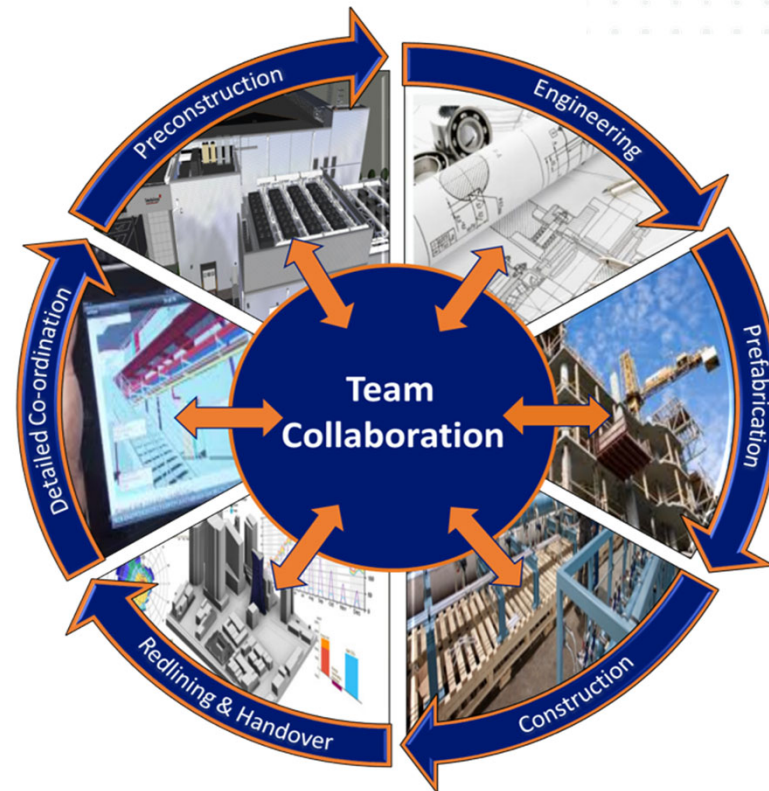 Preconstruction
Engineering
Prefabrication
Construction
Redlining & Handover
Detailed Co-ordination
Team
Collaboration